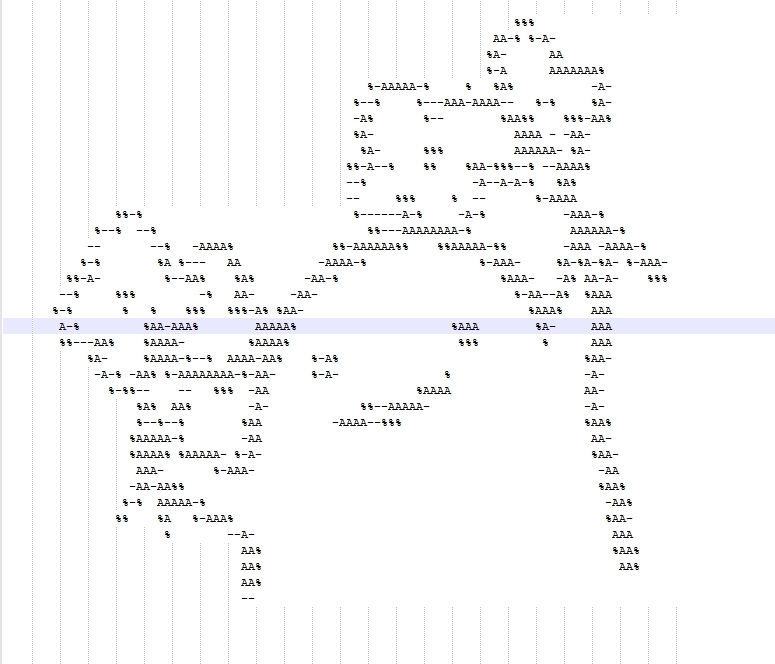 %%%
AA-% %-A-
%A- AA
%-A AAAAAAA%
%-AAAAA-% % %A% -A-
%--% %---AAA-AAAA-- %-% %A-
-A% %-- %AA%% %%%-AA%
%A- AAAA - -AA-
%A- %%% AAAAAA- %A-
%%-A--% %% %AA-%%%--% --AAAA%
--% -A--A-A-% %A%
-- %%% % -- %-AAAA
%%-% %------A-% -A-% -AAA-%
%--% --% %%---AAAAAAAA-% AAAAAA-%
-- --% -AAAA% %%-AAAAAA%% %%AAAAA-%% -AAA -AAAA-%
%-% %A %--- AA -AAAA-% %-AAA- %A-%A-%A- %-AAA-
%%-A- %--AA% %A% -AA-% %AAA- -A% AA-A- %%%
--% %%% -% AA- -AA- %-AA--A% %AAA
%-% % % %%% %%%-A% %AA- %AAA% AAA
A-% %AA-AAA% AAAAA% %AAA %A- AAA
%%---AA% %AAAA- %AAAA% %%% % AAA
%A- %AAAA-%--% AAAA-AA% %-A% %AA-
-A-% -AA% %-AAAAAAAA-%-AA- %-A- % -A-
%-%%-- -- %%% -AA %AAAA AA-
%A% AA% -A- %%--AAAAA- -A-
%--%--% %AA -AAAA--%%% %AA%
%AAAAA-% -AA AA-
%AAAA% %AAAAA- %-A- %AA-
AAA- %-AAA- -AA
-AA-AA%% %AA%
%-% AAAAA-% -AA%
%% %A %-AAA% %AA-
% --A- AAA
AA% %AA%
AA% AA%
AA%
--